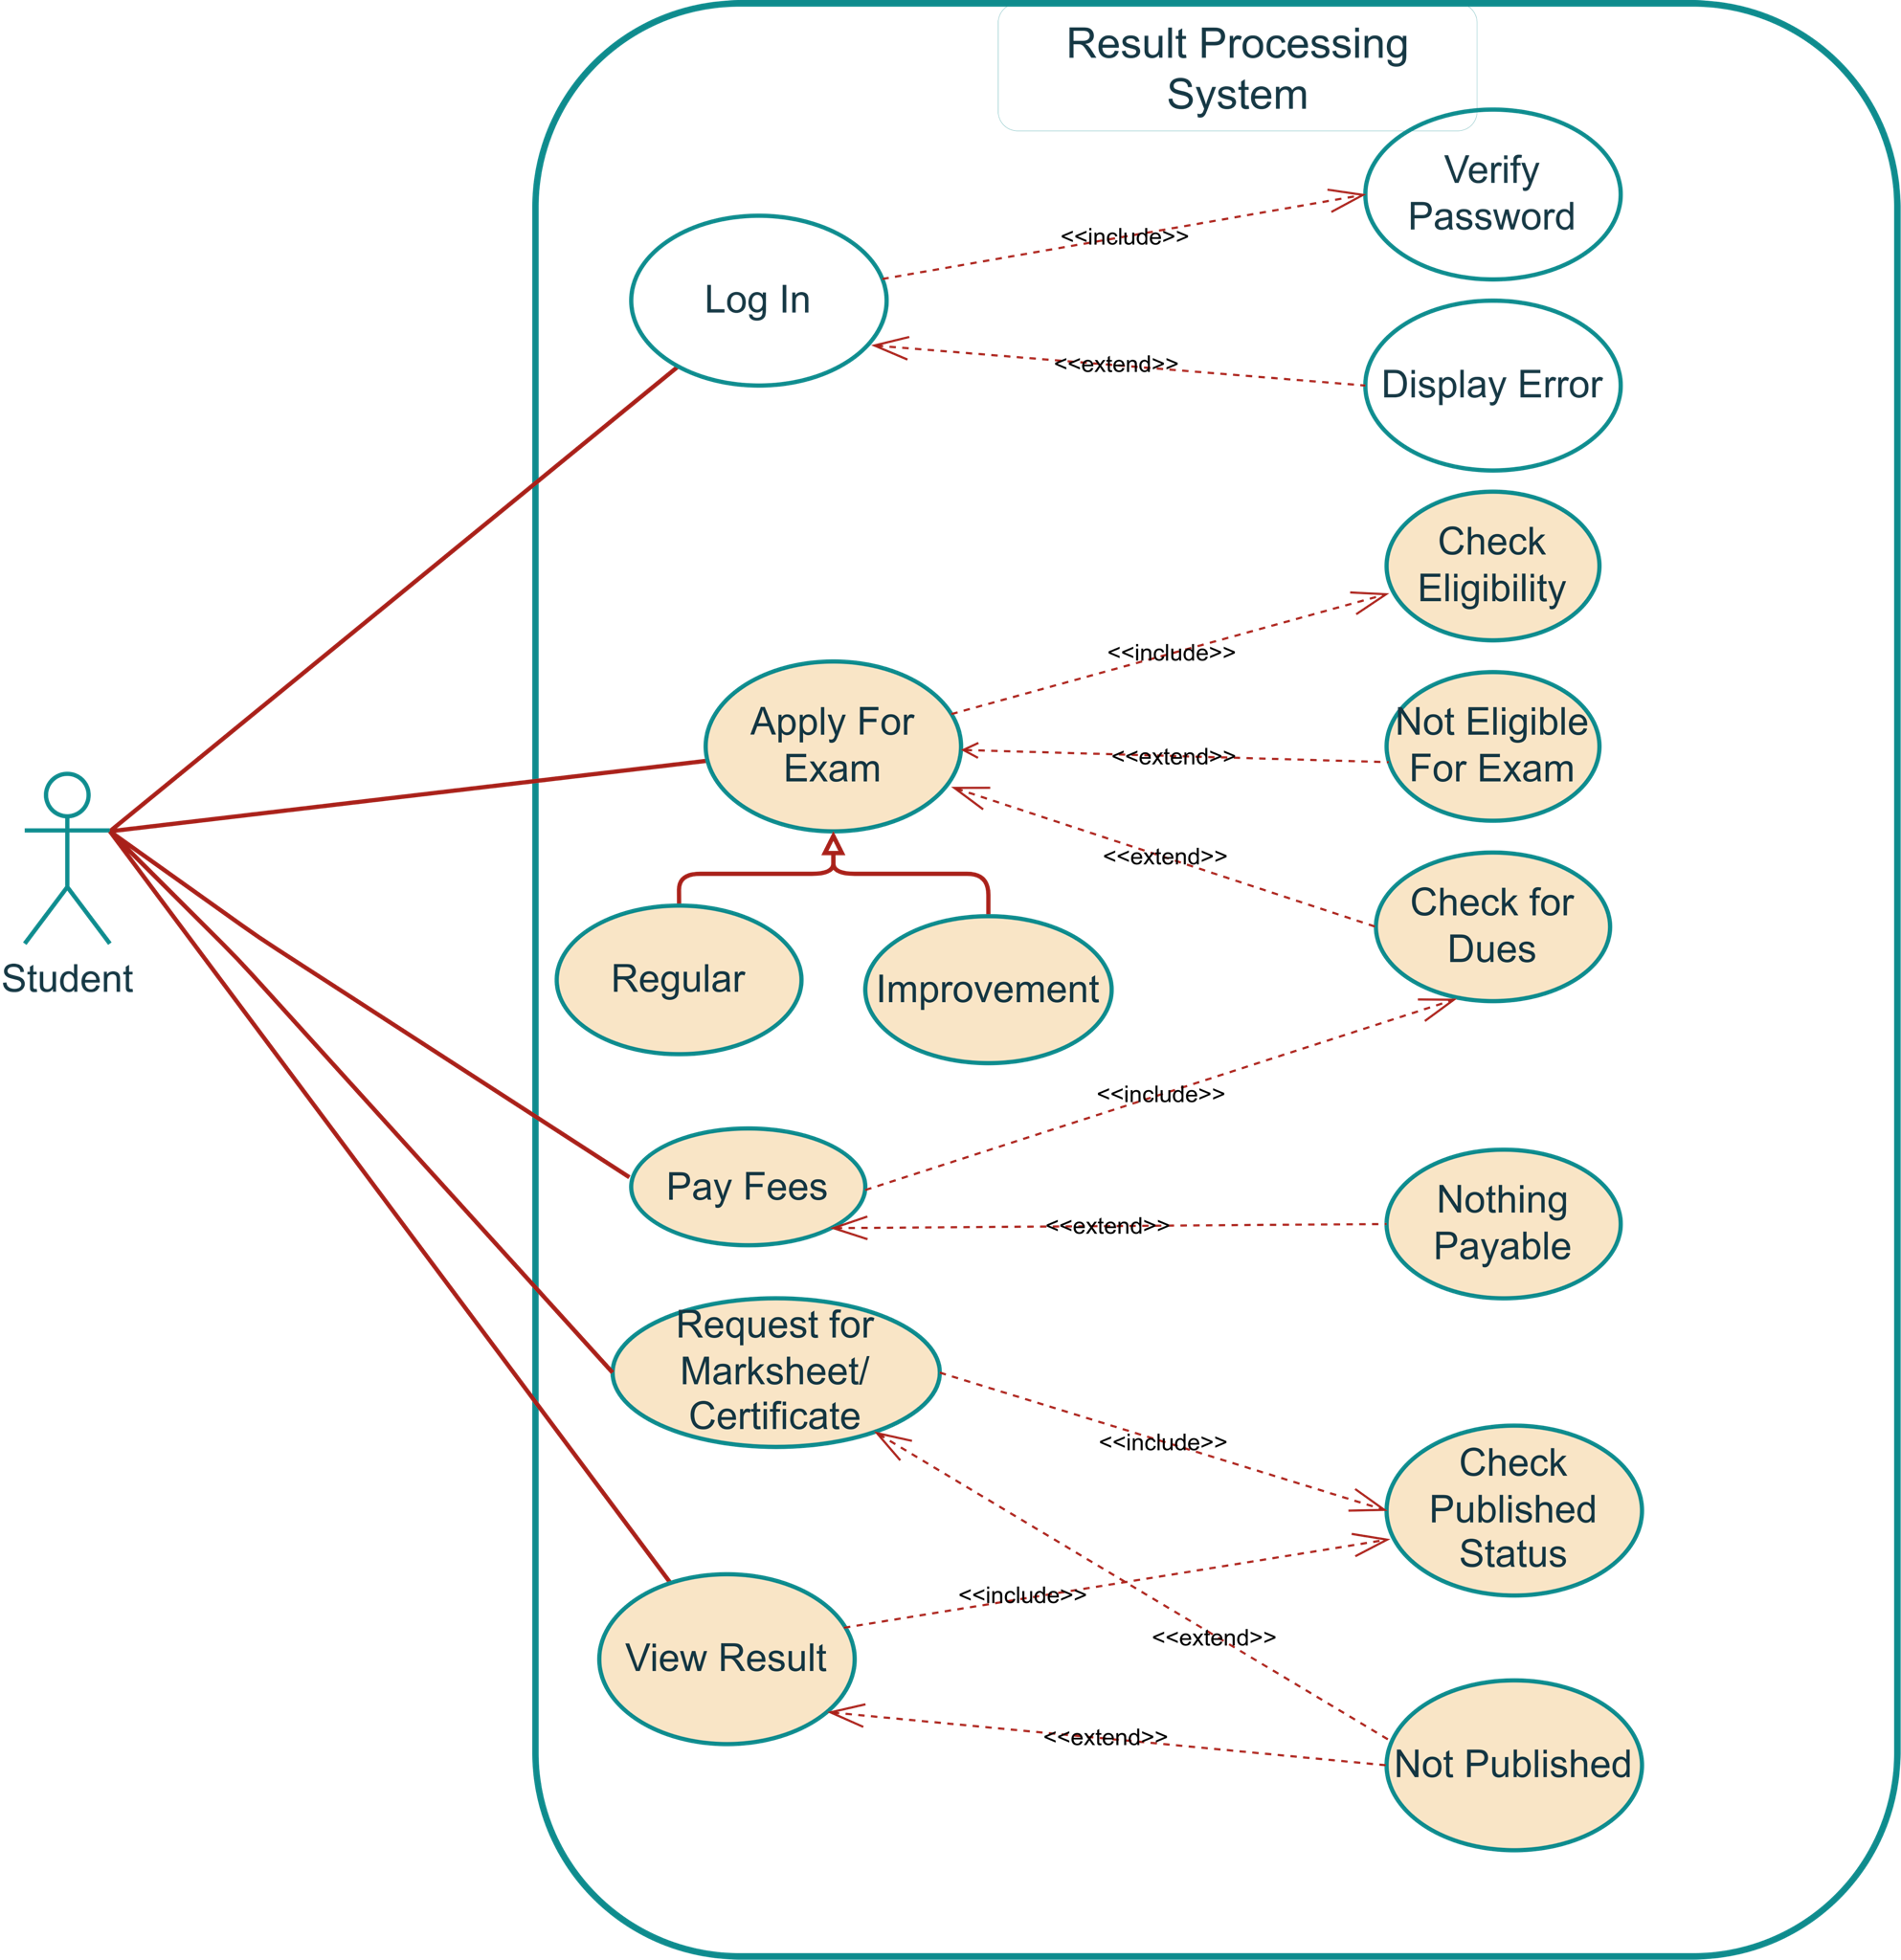 Result Processing
System
Verify
Password
<<include>>
Log In
<<extend>>
Display Error
Check
Eligibility
<<include>>
Apply For
Exam
Not Eligible
For Exam
<<extend>>
<<extend>>
Check for
Dues
Student
Regular
Improvement
<<include>>
Pay Fees
Nothing
Payable
<<extend>>
Request for
Marksheet/
Certificate
<<include>>
Check
Published
Status
<<include>>
<<extend>>
View Result
<<extend>>
Not Published